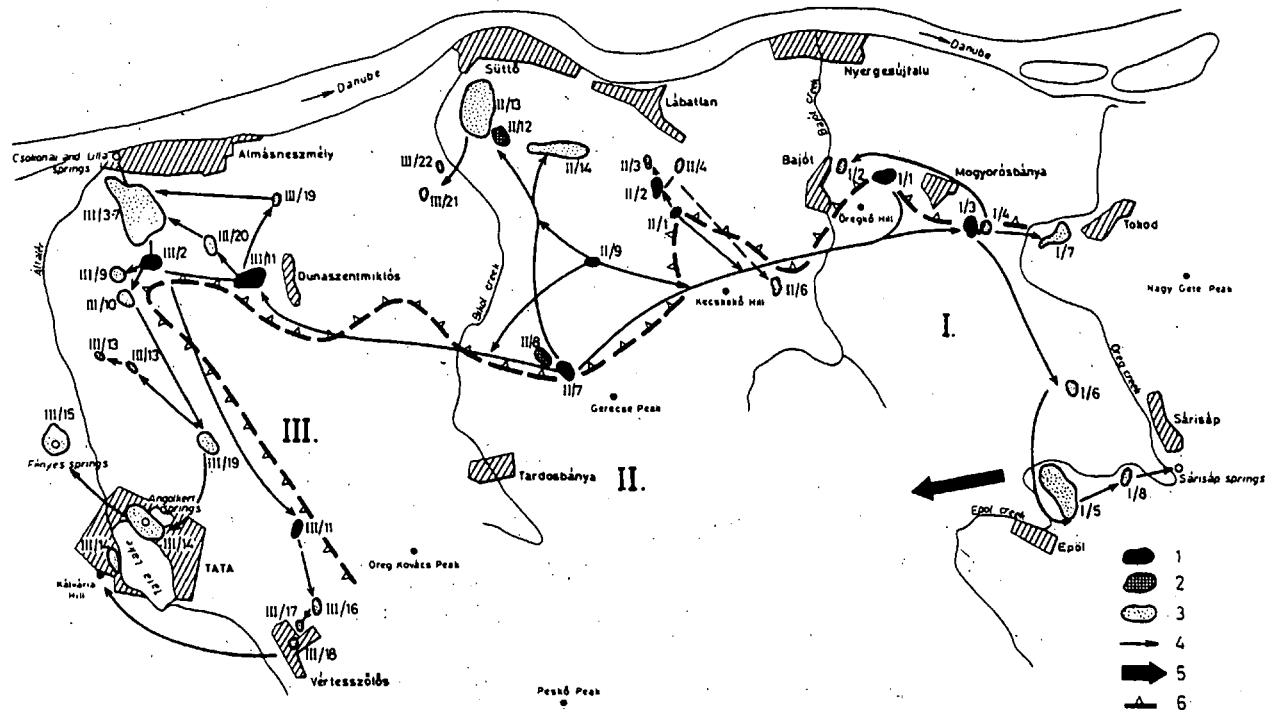 Danube
Nyergesújfalu
Süttő
Danube
Lábatlan
II/13
II/12
Bajót creek
Almásneszmély
Csokonai and Lilla
springs
III/22
II/14
II/3
II/4
Bajót
I/2
I/1
Mogyorósbánya
III/19
III/21
II/2
Öregkő Hill
I/3
I/4
III/3-7
II/1
Tokod
III/20
I/7
Általér
III/2
II/9
III/9
III/11
Dunaszentmiklós
Nagy Gete Peak
III/10
Bikol creek
Kecskekő Hill
II/6
I.
III/13
III/13
II/8
II/7
Öreg creek
Gerecse Peak
I/6
III/15
III.
Sárisáp
III/19
Fényes springs
Tardosbánya
II.
Sárisáp springs
I/8
Angolkert
springs
I/5
Epöl creek
III/14
III/11
Epöl
III/14
Tata Lake
TATA
Öreg Kovács Peak
1
Kálvária
Hill
2
III/17
III/16
3
4
III/18
5
Vértesszőlős
Peskő Peak
6